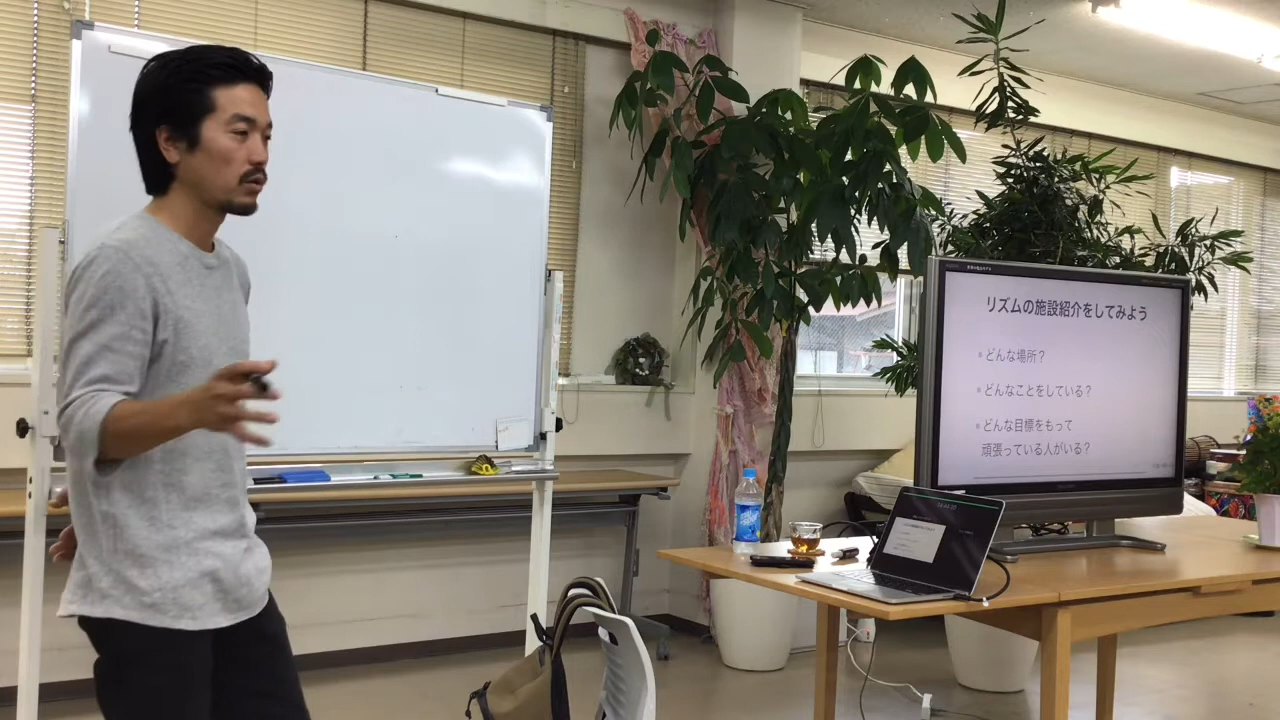 リズムの施設紹介をしてみよう
どんな場所？
どんなことをしている？
どんな目標をもって
頑張っている人がいる？